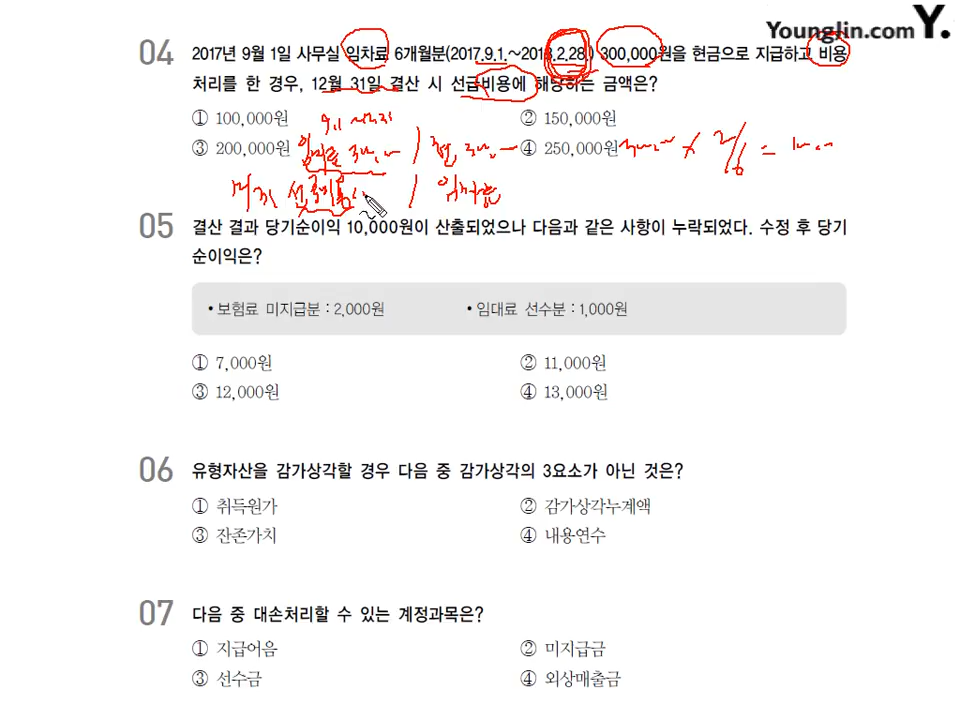 Younglin.com Y.
04 2017년 9월 1일 사무실 임차료 6개월분(2017.9.1.~2018.2.28.) 300,000원을 현금으로 지급하고 비용
처리를 한 경우, 12월 31일 결산 시 선급비용에 해당하는 금액은?
① 100,000원 ② 150,000원
③ 200,000원 ④ 250,000원
05 결산 결과 당기순이익 10,000원이 산출되었으나 다음과 같은 사항이 누락되었다. 수정 후 당기
순이익은?
• 보험료 미지급분 : 2,000원 • 임대료 선수분 : 1,000원
① 7,000원 ② 11,000원
③ 12,000원 ④ 13,000원
06 유형자산을 감가상각할 경우 다음 중 감가상각의 3요소가 아닌 것은?
① 취득원가 ② 감가상각누계액
③ 잔존가치 ④ 내용연수
07 다음 중 대손처리할 수 있는 계정과목은?
① 지급어음 ② 미지급금
③ 선수금 ④ 외상매출금